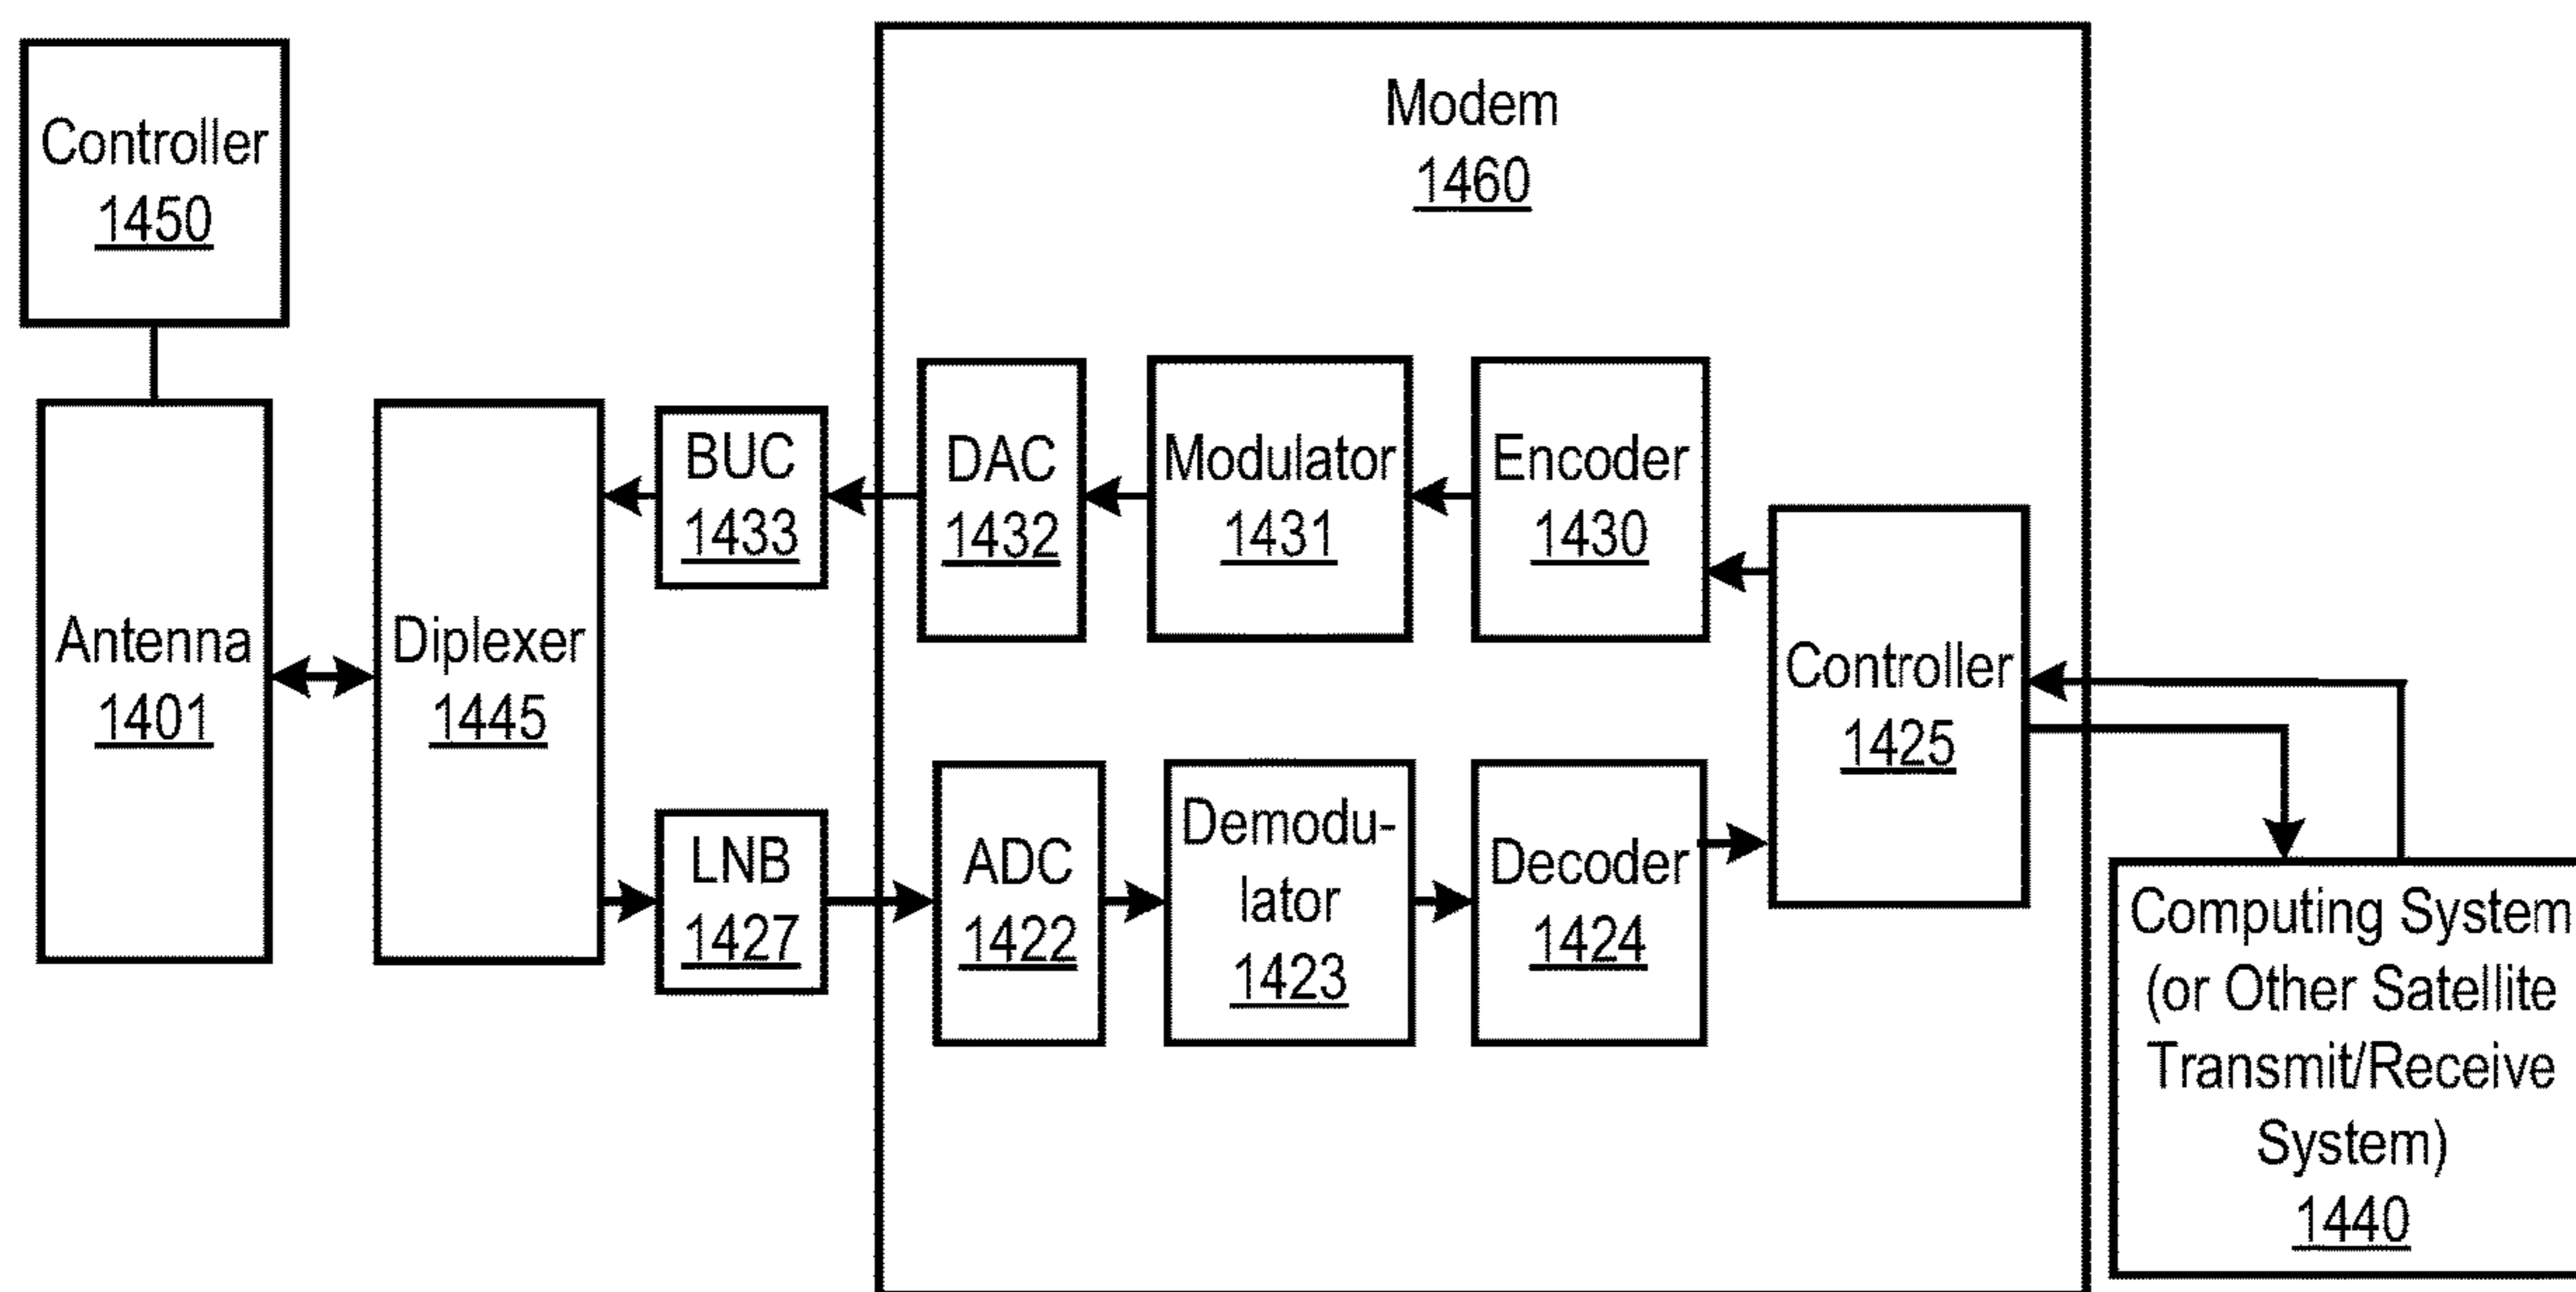 Controller
1450
Modem
1460
Antenna
1401
Diplexer
1445
BUC
1433
DAC
1432
Modulator
1431
Encoder
1430
Controller
1425
LNB
1427
ADC
1422
Demodu-
lator
1423
Decoder
1424
Computing System
(or Other Satellite
Transmit/Receive
System)
1440